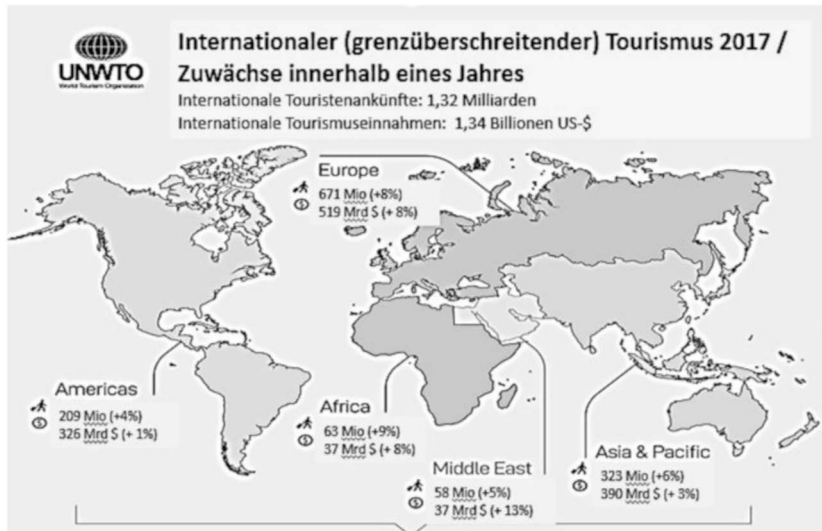 UNWTO
World Tourism Organization
Internationaler (grenzüberschreitender) Tourismus 2017 /
Zuwächse innerhalb eines Jahres
Internationale Touristenankünfte: 1,32 Milliarden
Internationale Tourismuseinnahmen: 1,34 Billionen US-$
Europe
671 Mio (+8%)
519 Mrd $ (+ 8%)
Americas
209 Mio (+4%)
326 Mrd $ (+ 1%)
Africa
63 Mio (+9%)
37 Mrd $ (+ 8%)
Middle East
58 Mio (+5%)
37 Mrd $ (+ 13%)
Asia & Pacific
323 Mio (+6%)
390 Mrd $ (+ 3%)